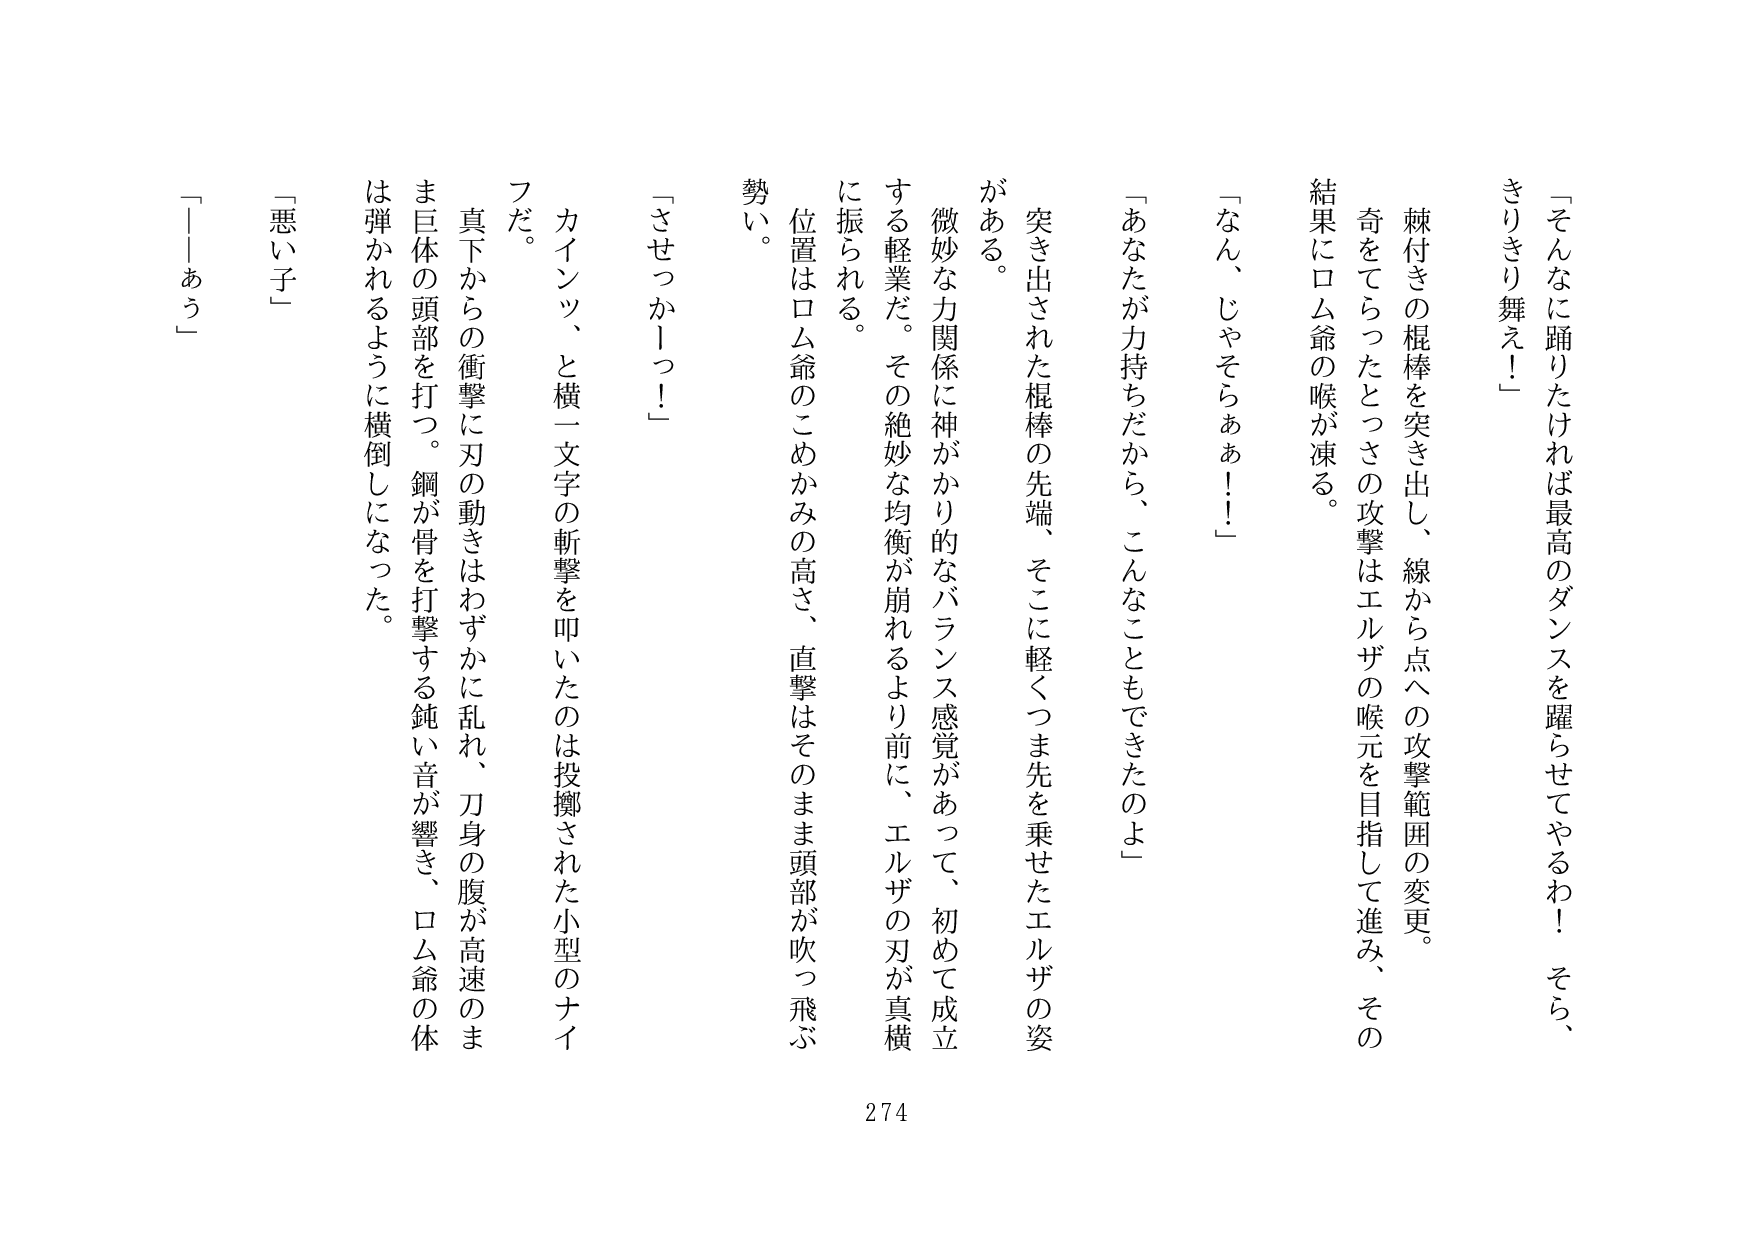 「そんなに踊りたければ最高のダンスを躍らせてやるわ！　そら、
きりきり舞え！」
　棘付きの棍棒を突き出し、線から点への攻撃範囲の変更。
　奇をてらったとっさの攻撃はエルザの喉元を目指して進み、その
結果にロム爺の喉が凍る。
「なん、じゃそらぁぁ！！」
「あなたが力持ちだから、こんなこともできたのよ」
　突き出された棍棒の先端、そこに軽くつま先を乗せたエルザの姿
がある。
　微妙な力関係に神がかり的なバランス感覚があって、初めて成立
する軽業だ。その絶妙な均衡が崩れるより前に、エルザの刃が真横
に振られる。
　位置はロム爺のこめかみの高さ、直撃はそのまま頭部が吹っ飛ぶ
勢い。
「させっかーっ！」
　カインッ、と横一文字の斬撃を叩いたのは投擲された小型のナイ
フだ。
　真下からの衝撃に刃の動きはわずかに乱れ、刀身の腹が高速のま
ま巨体の頭部を打つ。鋼が骨を打撃する鈍い音が響き、ロム爺の体
は弾かれるように横倒しになった。
「悪い子」
「――あう」
274